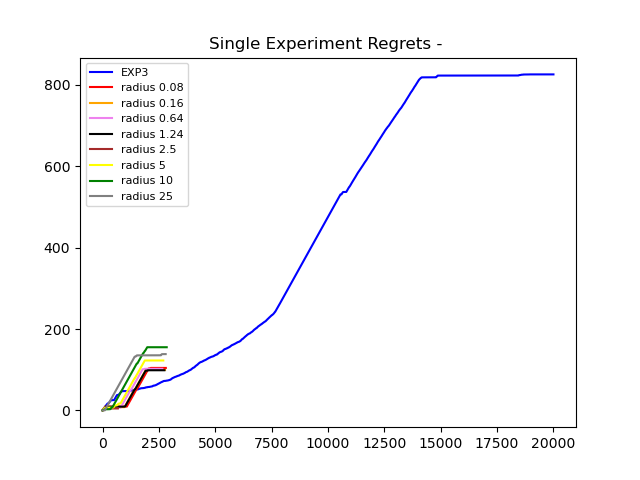 Single Experiment Regrets -
EXP3
radius 0.08
radius 0.16
radius 0.64
radius 1.24
radius 2.5
radius 5
radius 10
radius 25
800
600
400
200
0
0 2500 5000 7500 10000 12500 15000 17500 20000